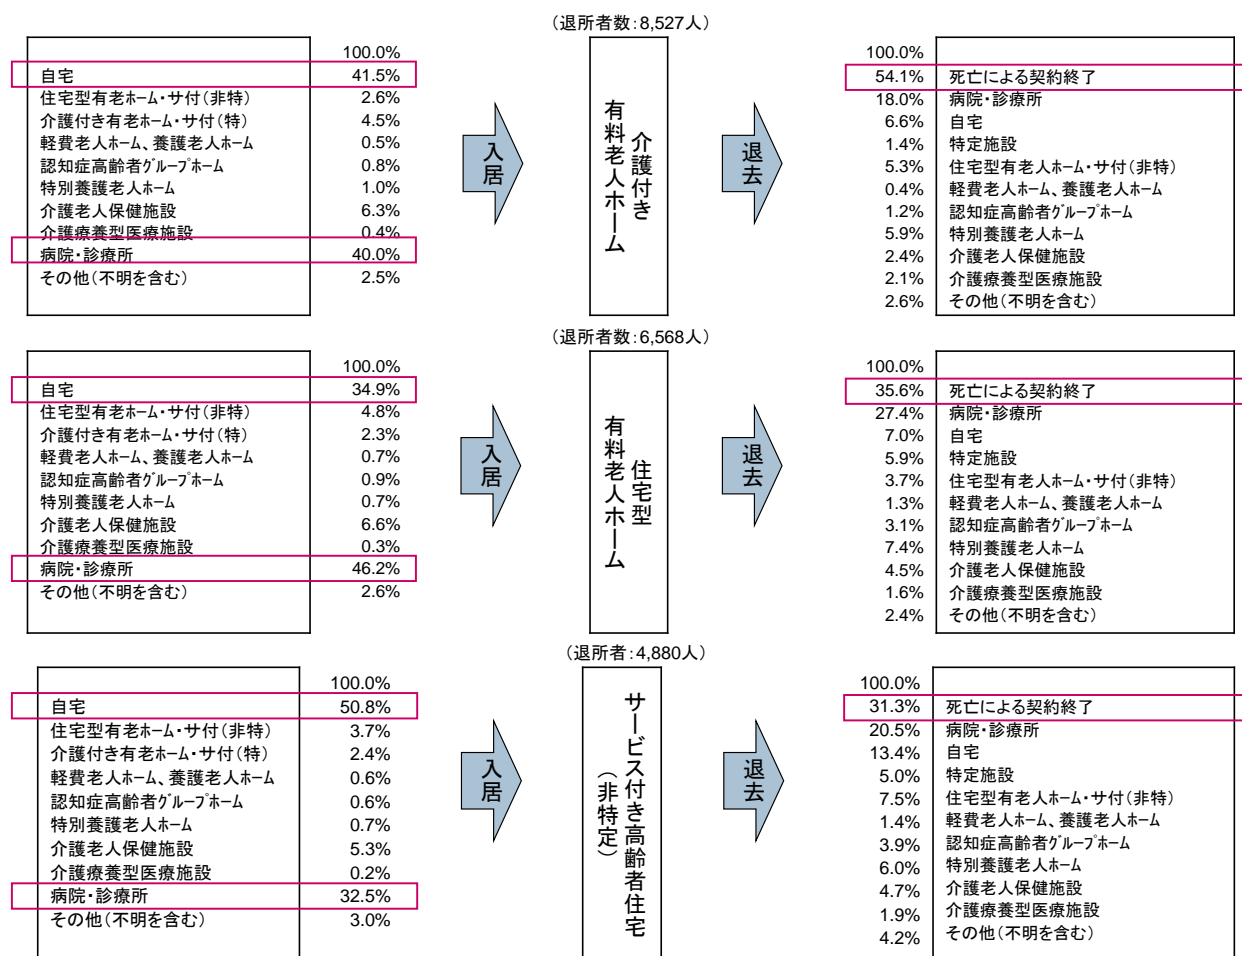 (退所者数：8,527人)
100.0%
自宅 41.5%
住宅型有老ホーム・サ付(非特) 2.6%
介護付き有老ホーム・サ付(特) 4.5%
軽費老人ホーム、養護老人ホーム 0.5%
認知症高齢者グループホーム 0.8%
特別養護老人ホーム 1.0%
介護老人保健施設 6.3%
介護療養型医療施設 0.4%
病院・診療所 40.0%
その他(不明を含む) 2.5%
入居
介護付き
有料老人ホーム
退去
100.0%
54.1% 死亡による契約終了
18.0% 病院・診療所
6.6% 自宅
1.4% 特定施設
5.3% 住宅型有老人ホーム・サ付(非特)
0.4% 軽費老人ホーム、養護老人ホーム
1.2% 認知症高齢者グループホーム
5.9% 特別養護老人ホーム
2.4% 介護老人保健施設
2.1% 介護療養型医療施設
2.6% その他(不明を含む)
(退所者数：6,568人)
100.0%
自宅 34.9%
住宅型有老ホーム・サ付(非特) 4.8%
介護付き有老ホーム・サ付(特) 2.3%
軽費老人ホーム、養護老人ホーム 0.7%
認知症高齢者グループホーム 0.9%
特別養護老人ホーム 0.7%
介護老人保健施設 6.6%
介護療養型医療施設 0.3%
病院・診療所 46.2%
その他(不明を含む) 2.6%
入居
住宅型
有料老人ホーム
退去
100.0%
35.6% 死亡による契約終了
27.4% 病院・診療所
7.0% 自宅
5.9% 特定施設
3.7% 住宅型有老人ホーム・サ付(非特)
1.3% 軽費老人ホーム、養護老人ホーム
3.1% 認知症高齢者グループホーム
7.4% 特別養護老人ホーム
4.5% 介護老人保健施設
1.6% 介護療養型医療施設
2.4% その他(不明を含む)
(退所者：4,880人)
100.0%
自宅 50.8%
住宅型有老ホーム・サ付(非特) 3.7%
介護付き有老ホーム・サ付(特) 2.4%
軽費老人ホーム、養護老人ホーム 0.6%
認知症高齢者グループホーム 0.6%
特別養護老人ホーム 0.7%
介護老人保健施設 5.3%
介護療養型医療施設 0.2%
病院・診療所 32.5%
その他(不明を含む) 3.0%
入居
サービス付き高齢者住宅
(非特定)
退去
100.0%
31.3% 死亡による契約終了
20.5% 病院・診療所
13.4% 自宅
5.0% 特定施設
7.5% 住宅型有老人ホーム・サ付(非特)
1.4% 軽費老人ホーム、養護老人ホーム
3.9% 認知症高齢者グループホーム
6.0% 特別養護老人ホーム
4.7% 介護老人保健施設
1.9% 介護療養型医療施設
4.2% その他(不明を含む)